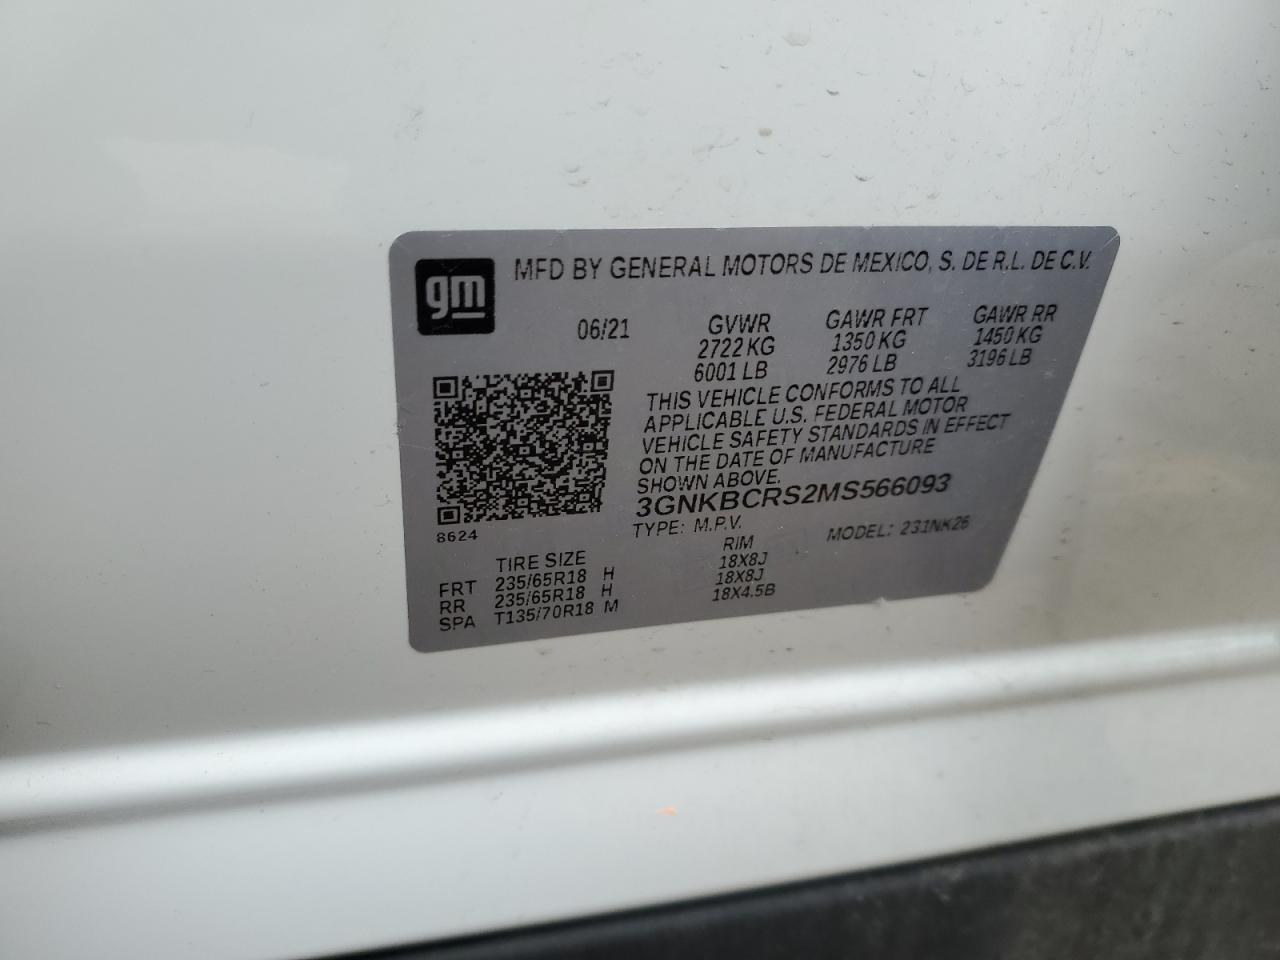 gm
MFD BY GENERAL MOTORS DE MEXICO, S. DE R.L. DE C.V.
06/21 GVWR GAWR FRT GAWR RR
2722 KG 1350 KG 1450 KG
6001 LB 2976 LB 3196 LB
THIS VEHICLE CONFORMS TO ALL
APPLICABLE U.S. FEDERAL MOTOR
VEHICLE SAFETY STANDARDS IN EFFECT
ON THE DATE OF MANUFACTURE
SHOWN ABOVE.
3GNKBCRS2MS566093
TYPE: M.P.V. MODEL: 231NK26
8624
TIRE SIZE RIM
FRT 235/65R18 H 18X8J
RR 235/65R18 H 18X8J
SPA T135/70R18 M 18X4.5B